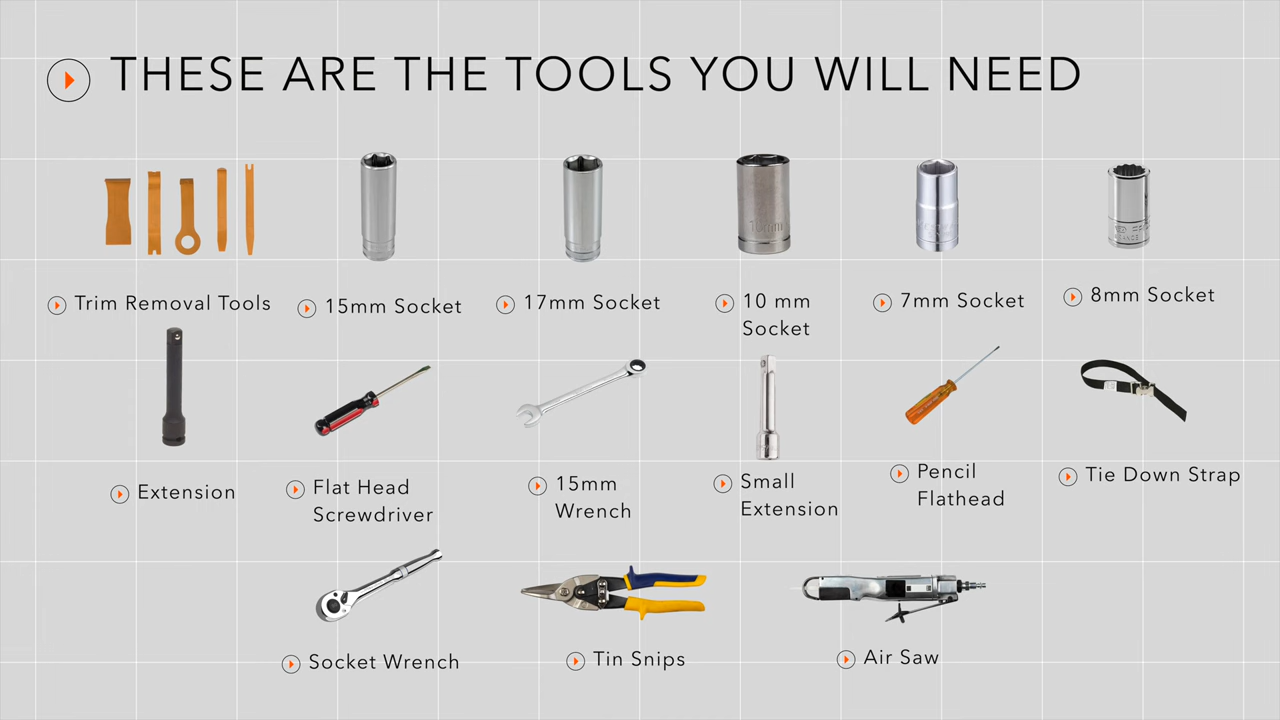 THESE ARE THE TOOLS YOU WILL NEED
Trim Removal Tools
15mm Socket
17mm Socket
10 mm
Socket
7mm Socket
8mm Socket
Extension
Flat Head
Screwdriver
15mm
Wrench
Small
Extension
Pencil
Flathead
Tie Down Strap
Socket Wrench
Tin Snips
Air Saw